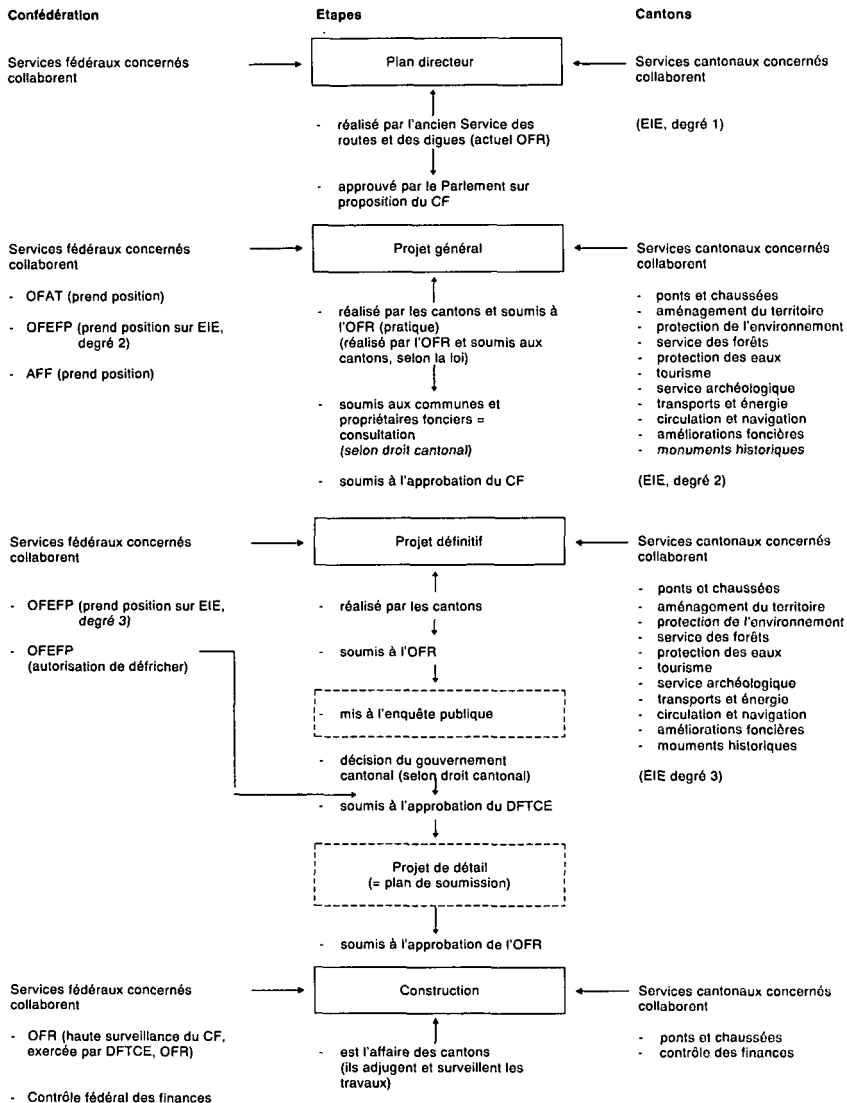 Confédération
Etapes
Cantons
Services fédéraux concernés
collaborent
Plan directeur
Services cantonaux concernés
collaborent
- réalisé par l'ancien Service des
routes et des digues (actuel OFR)
(EIE, degré 1)
- approuvé par le Parlement sur
proposition du CF
Services fédéraux concernés
collaborent
Projet général
Services cantonaux concernés
collaborent
- OFAT (prend position)
- OFEFP (prend position sur EIE,
degré 2)
- AFF (prend position)
- réalisé par les cantons et soumis à
l'OFR (pratique)
(réalisé par l'OFR et soumis aux
cantons, selon la loi)
- soumis aux communes et
propriétaires fonciers =
consultation
(selon droit cantonal)
- soumis à l'approbation du CF
- ponts et chaussées
- aménagement du territoire
- protection de l'environnement
- service des forêts
- protection des eaux
- tourisme
- service archéologique
- transports et énergie
- circulation et navigation
- améliorations foncières
- monuments historiques
(EIE, degré 2)
Services fédéraux concernés
collaborent
Projet définitif
Services cantonaux concernés
collaborent
- OFEFP (prend position sur EIE,
degré 3)
- OFEFP
(autorisation de défricher)
- réalisé par les cantons
- soumis à l'OFR
- mis à l'enquête publique
- décision du gouvernement
cantonal (selon droit cantonal)
- soumis à l'approbation du DFTCE
- ponts et chaussées
- aménagement du territoire
- protection de l'environnement
- service des forêts
- protection des eaux
- tourisme
- service archéologique
- transports et énergie
- circulation et navigation
- améliorations foncières
- mouments historiques
(EIE degré 3)
Projet de détail
(= plan de soumission)
- soumis à l'approbation de l'OFR
Services fédéraux concernés
collaborent
Construction
Services cantonaux concernés
collaborent
- OFR (haute surveillance du CF,
exercée par DFTCE, OFR)
- Contrôle fédéral des finances
- est l'affaire des cantons
(ils adjugent et surveillent les
travaux)
- ponts et chaussées
- contrôle des finances